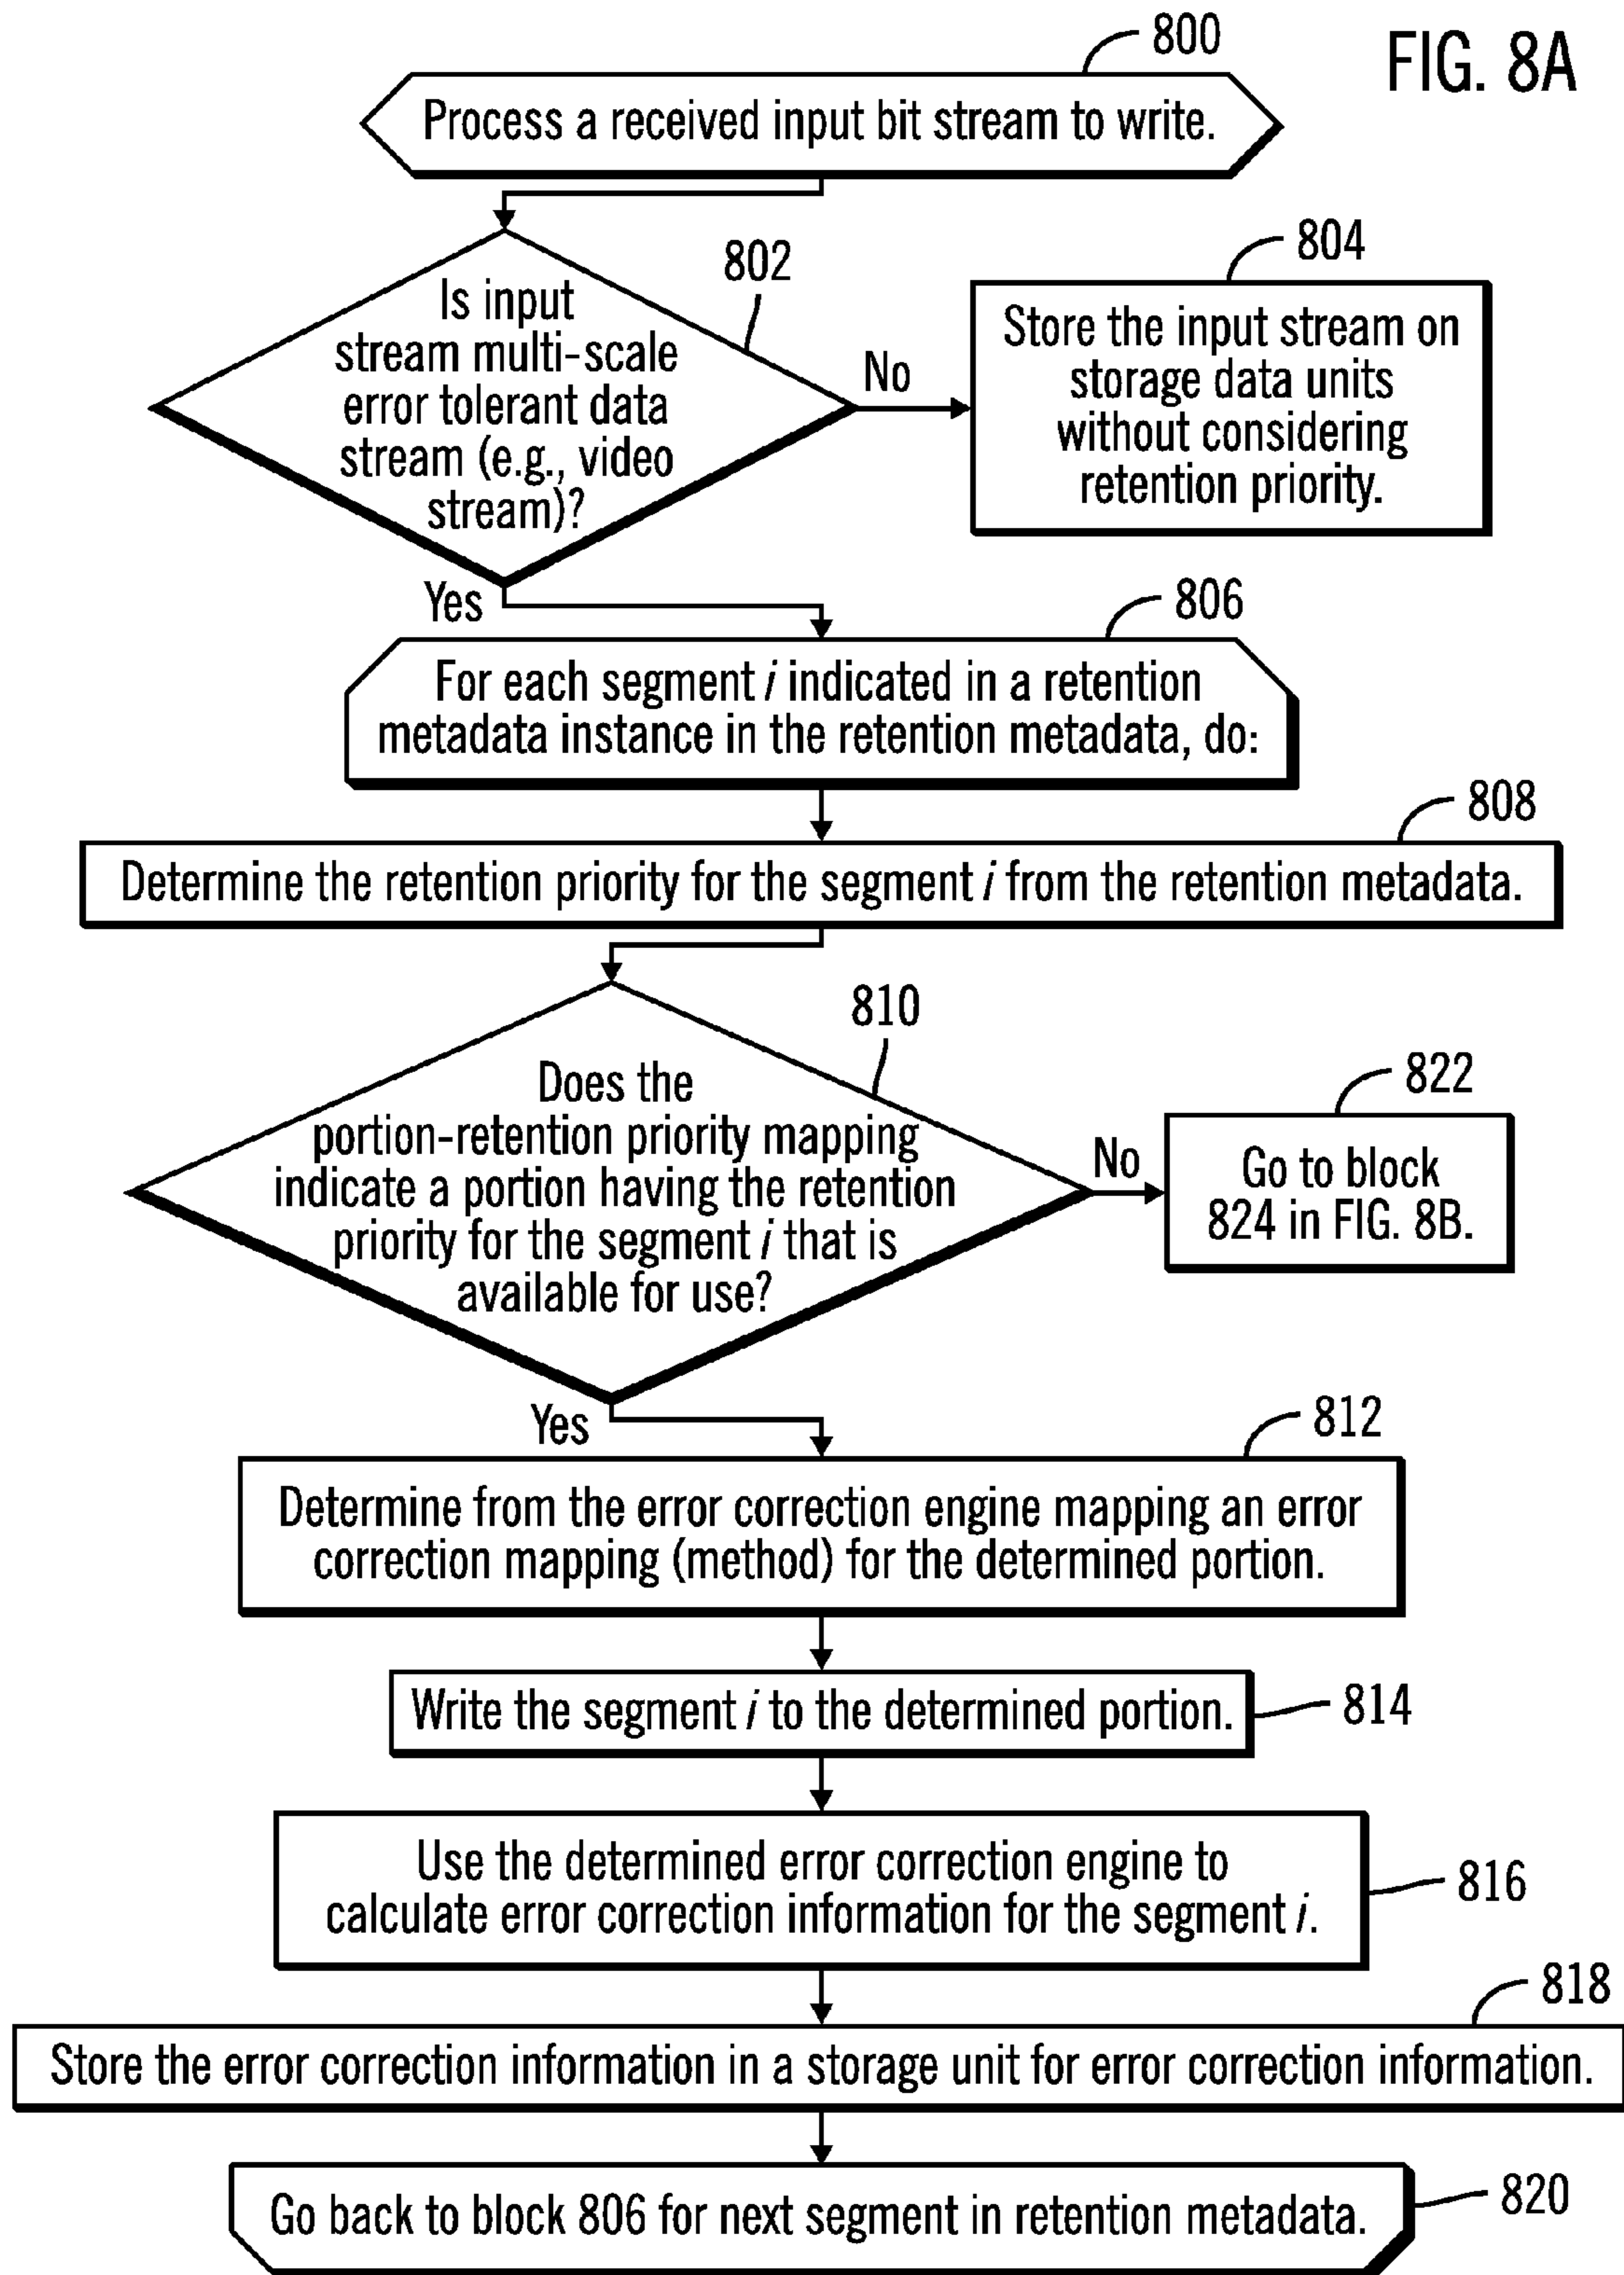 FIG. 8A
800
Process a received input bit stream to write.
802
Is input
stream multi-scale
error tolerant data
stream (e.g., video
stream)?
No
804
Store the input stream on
storage data units
without considering
retention priority.
Yes
806
For each segment i indicated in a retention
metadata instance in the retention metadata, do:
808
Determine the retention priority for the segment i from the retention metadata.
810
Does the
portion-retention priority mapping
indicate a portion having the retention
priority for the segment i that is
available for use?
No
822
Go to block
824 in FIG. 8B.
Yes
812
Determine from the error correction engine mapping an error
correction mapping (method) for the determined portion.
Write the segment i to the determined portion.
814
Use the determined error correction engine to
calculate error correction information for the segment i.
816
818
Store the error correction information in a storage unit for error correction information.
Go back to block 806 for next segment in retention metadata.
820